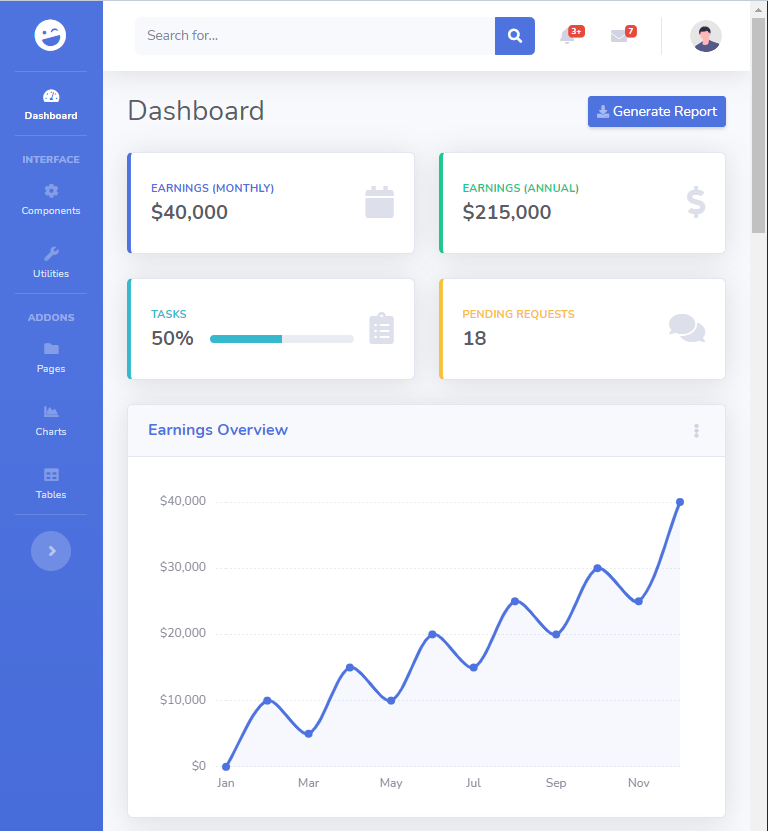 Search for...
3+
7
Dashboard
INTERFACE
Components
Utilities
ADDONS
Pages
Charts
Tables
Dashboard
Generate Report
EARNINGS (MONTHLY)
$40,000
EARNINGS (ANNUAL)
$215,000
TASKS
50%
PENDING REQUESTS
18
Earnings Overview
$40,000
$30,000
$20,000
$10,000
$0
Jan Mar May Jul Sep Nov